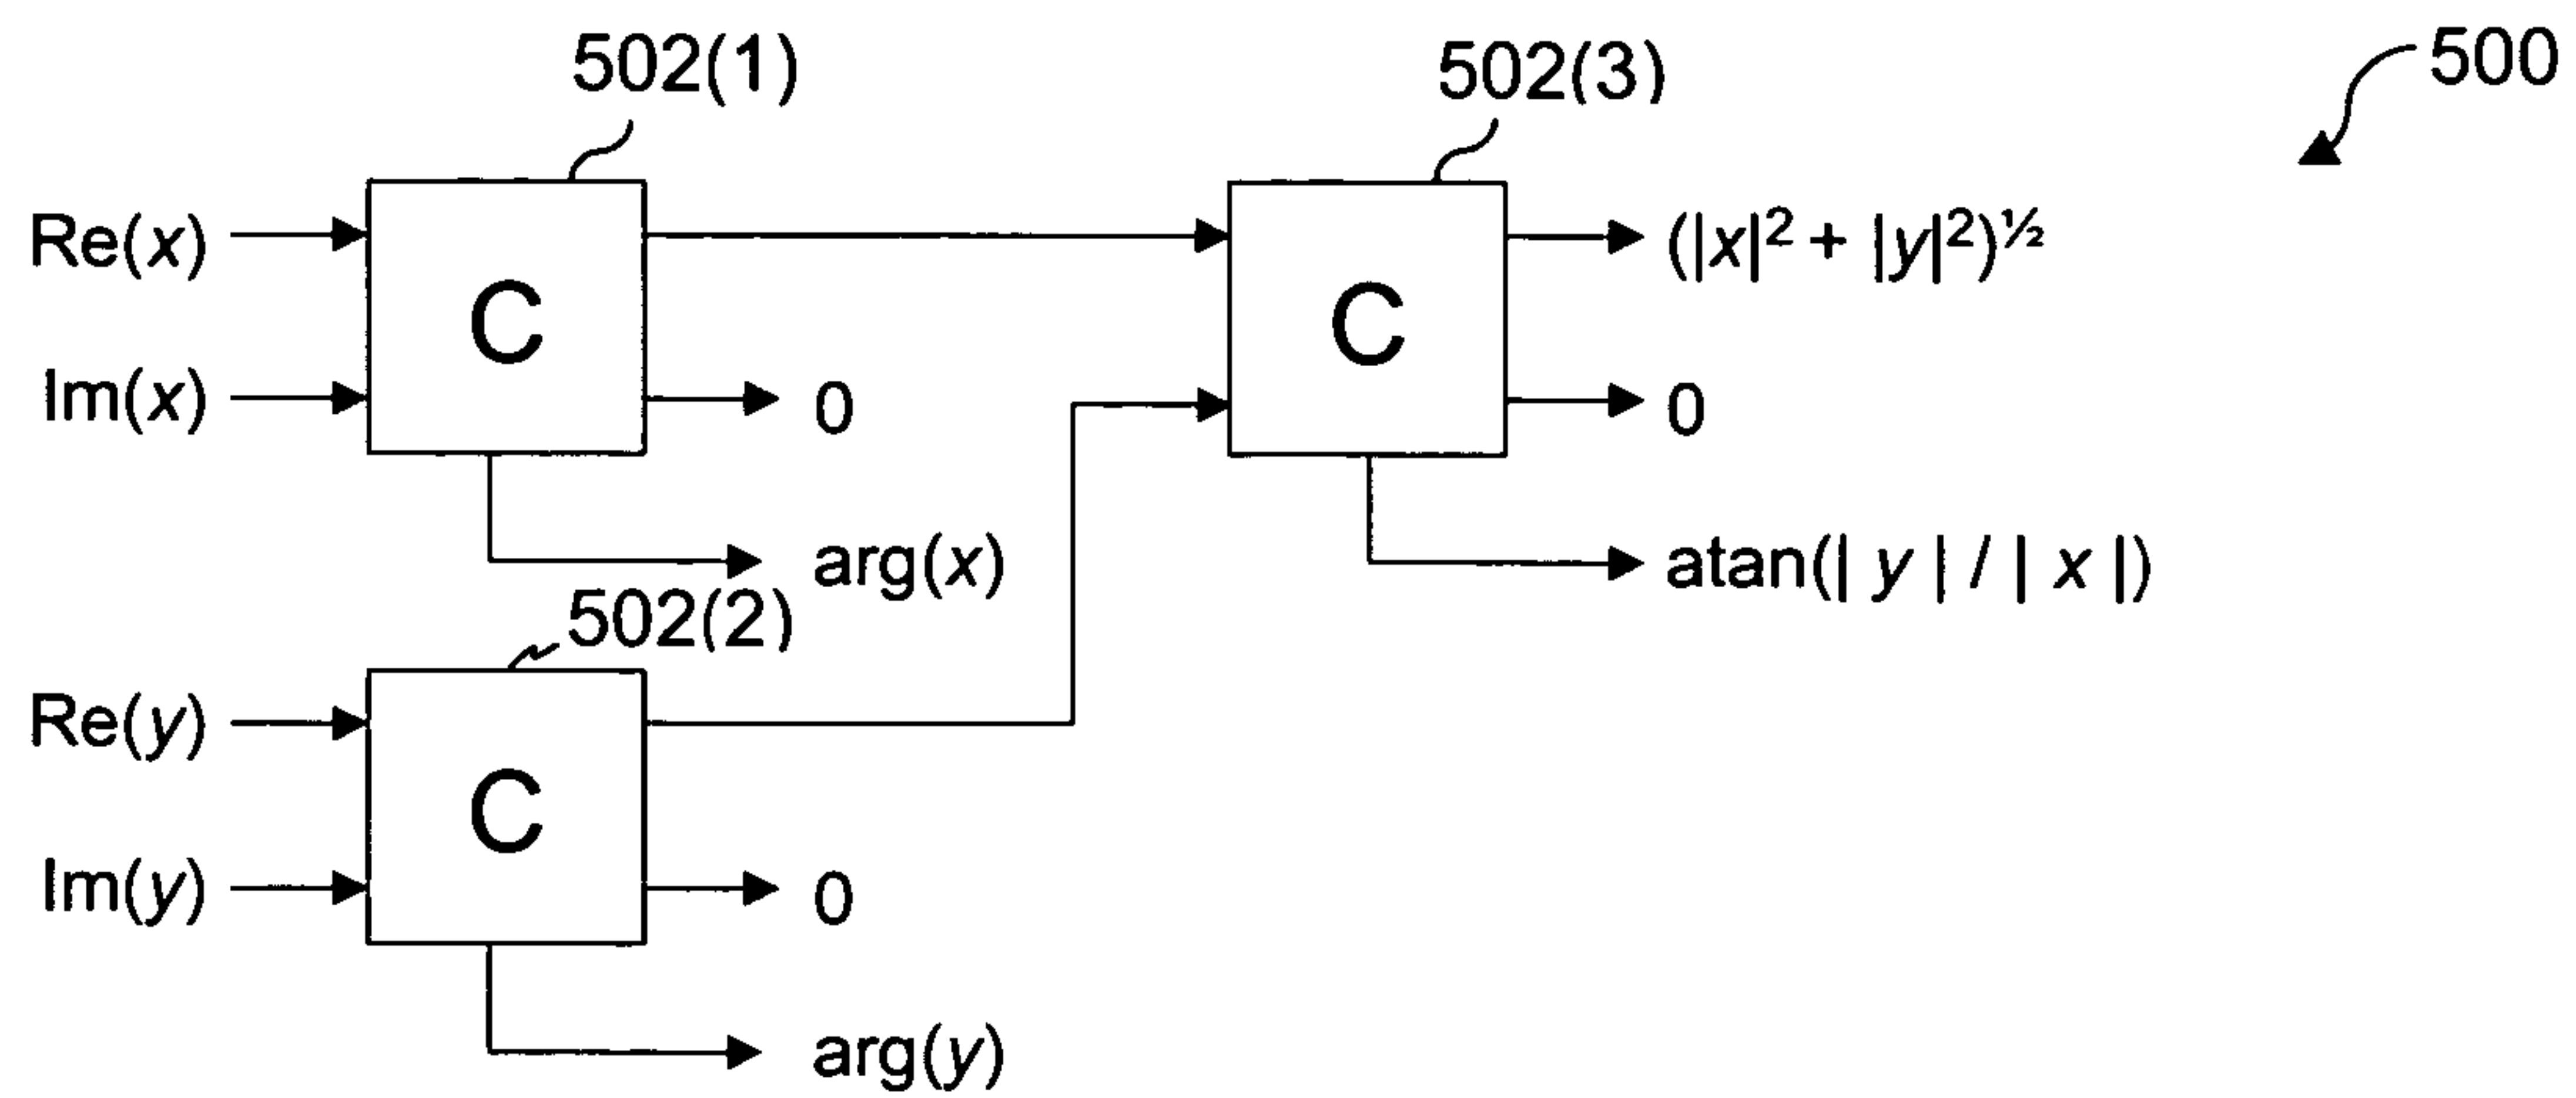 502(1)
502(3)
500
Re(x)
(|x|² + |y|²)^½
C
C
Im(x)
0
0
arg(x)
atan(| y | / | x |)
502(2)
Re(y)
C
Im(y)
0
arg(y)